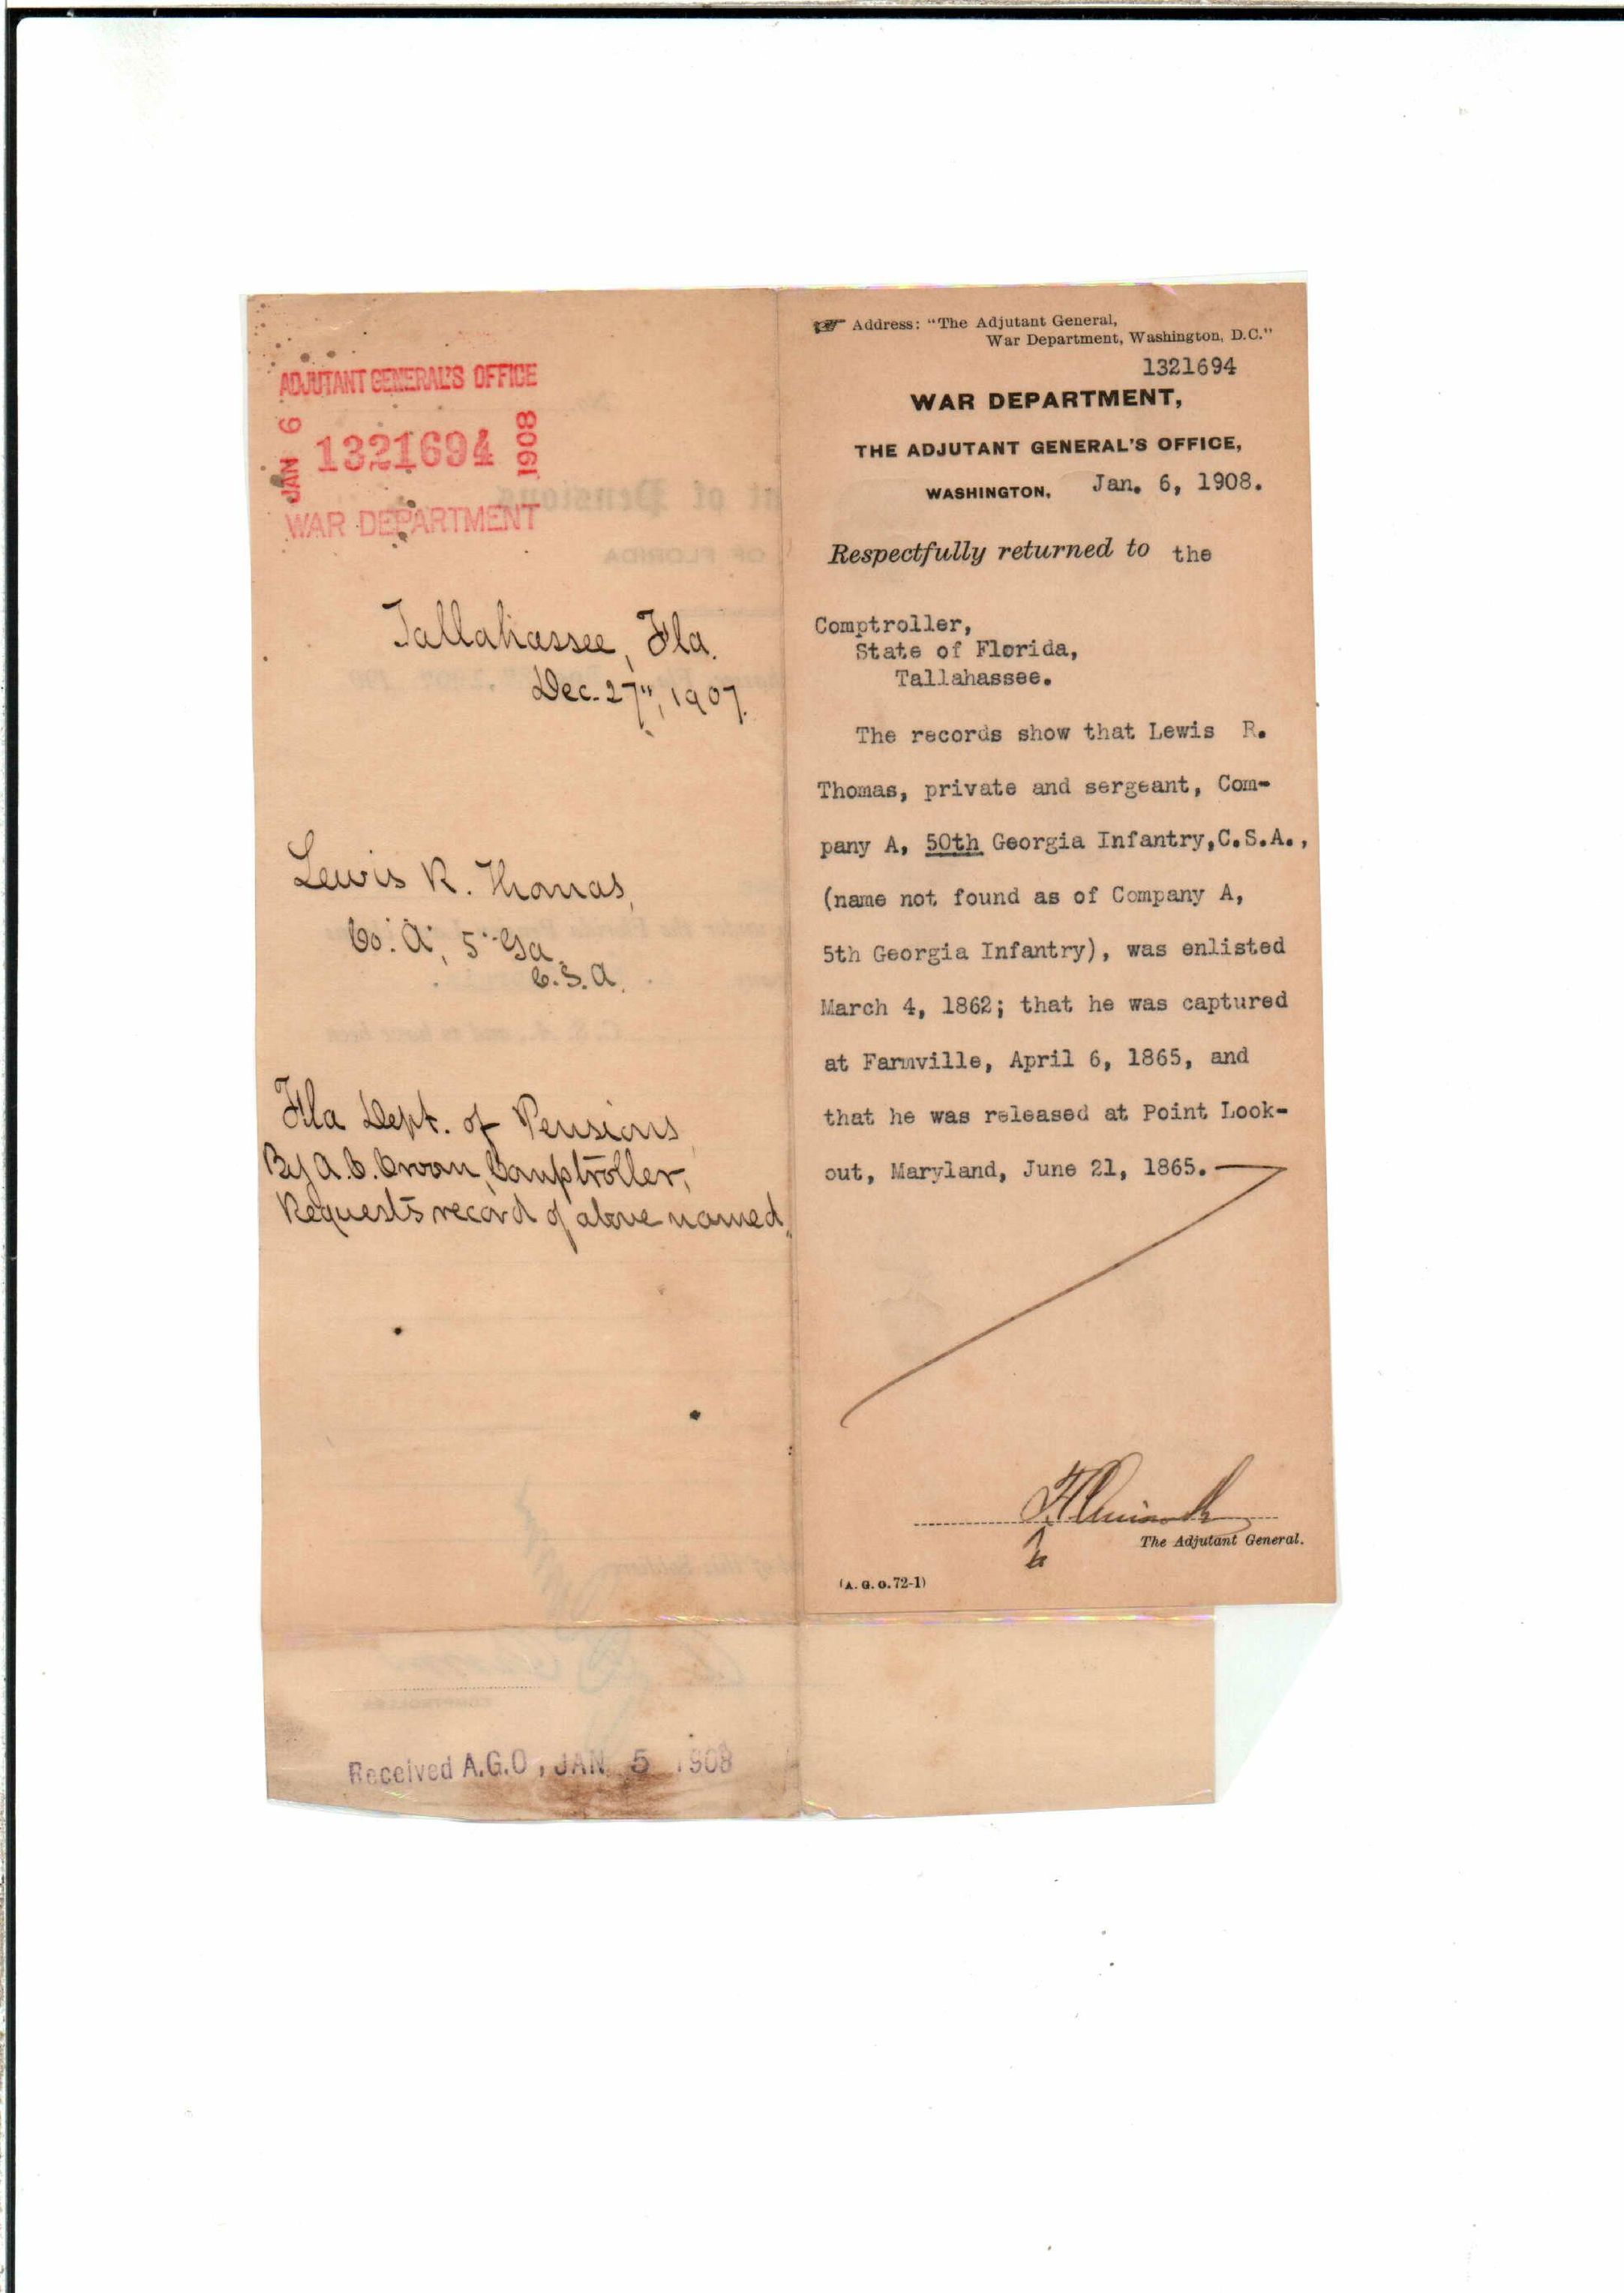 ADJUTANT GENERAL'S OFFICE
JAN 6 1321694 1908
WAR DEPARTMENT
Tallahassee, Fla.
Dec. 27", 1907.
Lewis R. Thomas,
Co. A, 5" Ga.
C.S.A.
Fla Dept. of Pensions
By A.C. Croom, Comptroller,
Requests record of above named.
Received A.G.O, JAN 5 1908
Address: "The Adjutant General,
War Department, Washington, D.C."
1321694
WAR DEPARTMENT,
THE ADJUTANT GENERAL'S OFFICE,
WASHINGTON, Jan. 6, 1908.
Respectfully returned to the
Comptroller,
State of Florida,
Tallahassee.
The records show that Lewis R.
Thomas, private and sergeant, Com-
pany A, 50th Georgia Infantry,C.S.A.,
(name not found as of Company A,
5th Georgia Infantry), was enlisted
March 4, 1862; that he was captured
at Farmville, April 6, 1865, and
that he was released at Point Look-
out, Maryland, June 21, 1865.
The Adjutant General.
(A. G. O. 72-1)